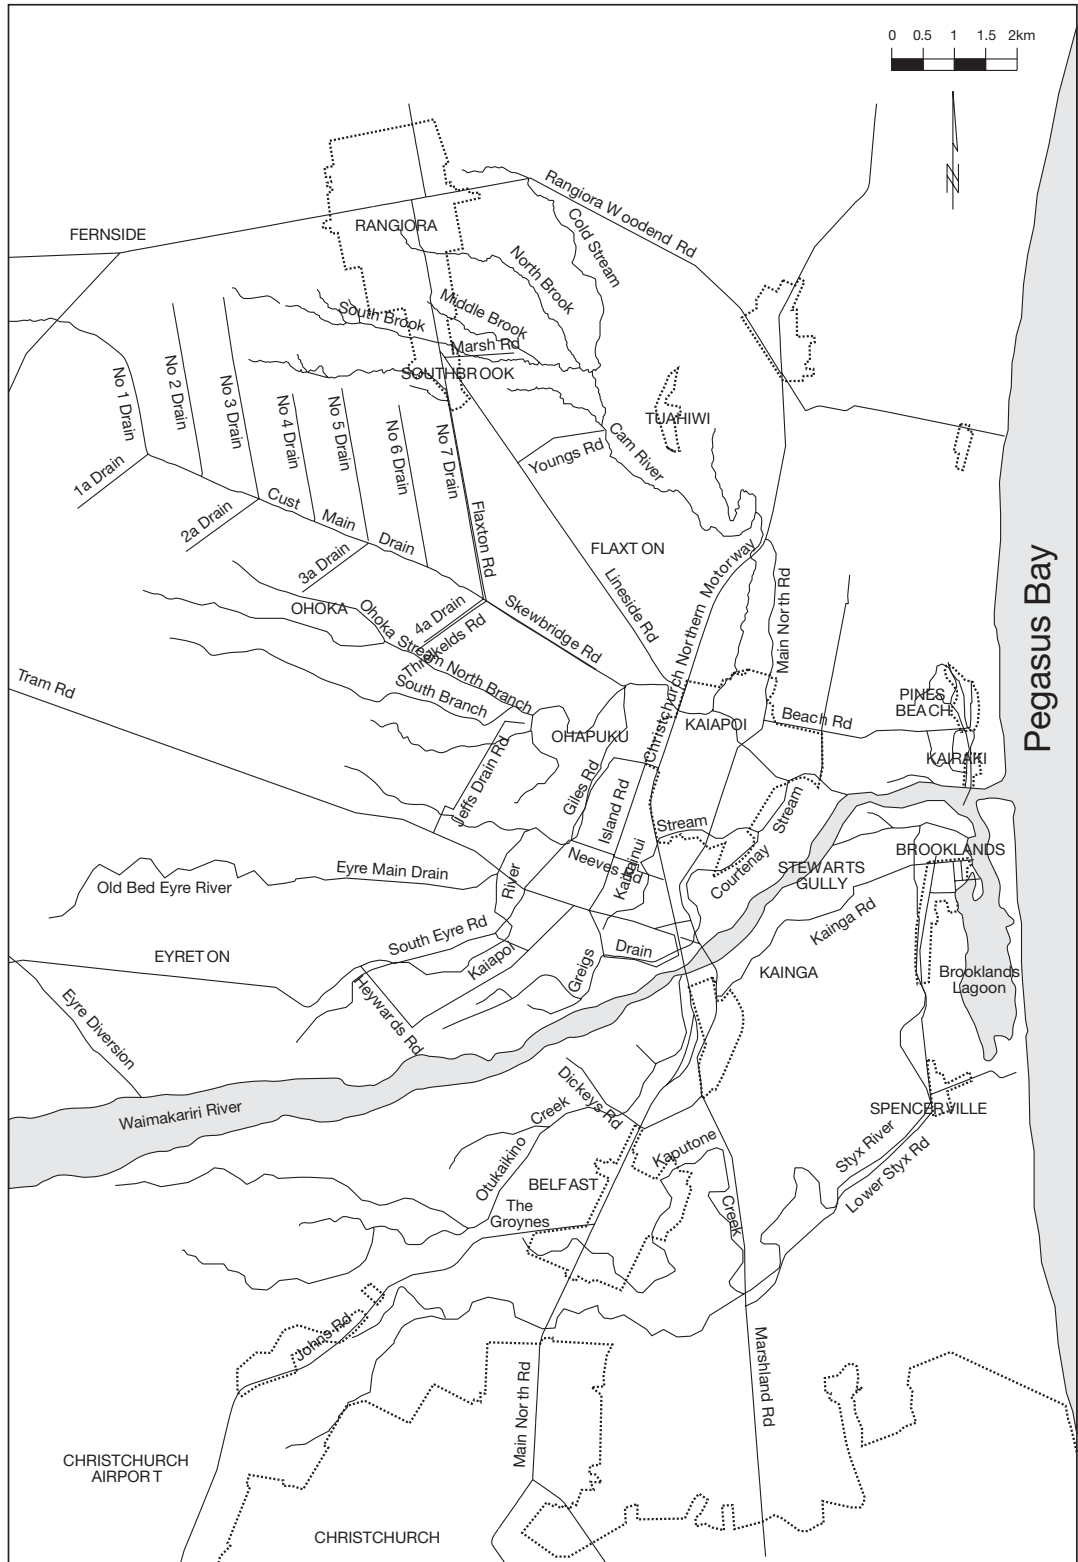 0 0.5 1 1.5 2km
N
Rangiora Woodend Rd
FERNSIDE
RANGIORA
Cold Stream
North Brook
Middle Brook
South Brook
Marsh Rd
SOUTHBROOK
No 1 Drain
No 2 Drain
No 3 Drain
No 4 Drain
No 5 Drain
No 6 Drain
No 7 Drain
TUAHIWI
Youngs Rd
Cam River
1a Drain
2a Drain
Cust Main Drain
3a Drain
Flaxton Rd
FLAXTON
Lineside Rd
Christchurch Northern Motorway
Main North Rd
Pegasus Bay
OHOKA
4a Drain
Threlkelds Rd
Skewbridge Rd
Ohoka Stream North Branch
South Branch
Tram Rd
PINES
BEACH
KAIAPOI
Beach Rd
OHAPUKU
KAIRAKI
Jeffs Drain Rd
Giles Rd
Island Rd
Stream
Stream
Courtenay
Neeves Rd
Kaikainui
STEWARTS
GULLY
BROOKLANDS
Eyre Main Drain
Old Bed Eyre River
River
Kainga Rd
South Eyre Rd
EYRETON
Kaiapoi
Drain
Greigs
KAINGA
Brooklands
Lagoon
Heywards Rd
Eyre Diversion
Waimakariri River
Dickeys Rd
Creek
Otukaikino
SPENCERVILLE
Styx River
Lower Styx Rd
Kaputone
Creek
BELFAST
The
Groynes
Johns Rd
Main North Rd
Marshland Rd
CHRISTCHURCH
AIRPORT
CHRISTCHURCH